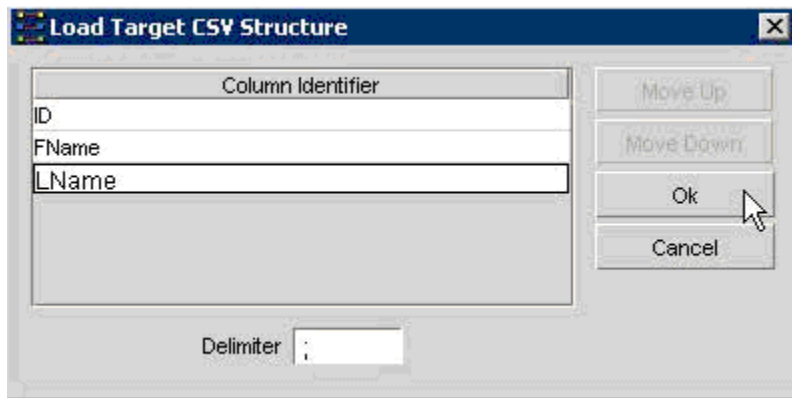 Load Target CSV Structure
Column Identifier
ID
FName
LName
Move Up
Move Down
Ok
Cancel
Delimiter ;